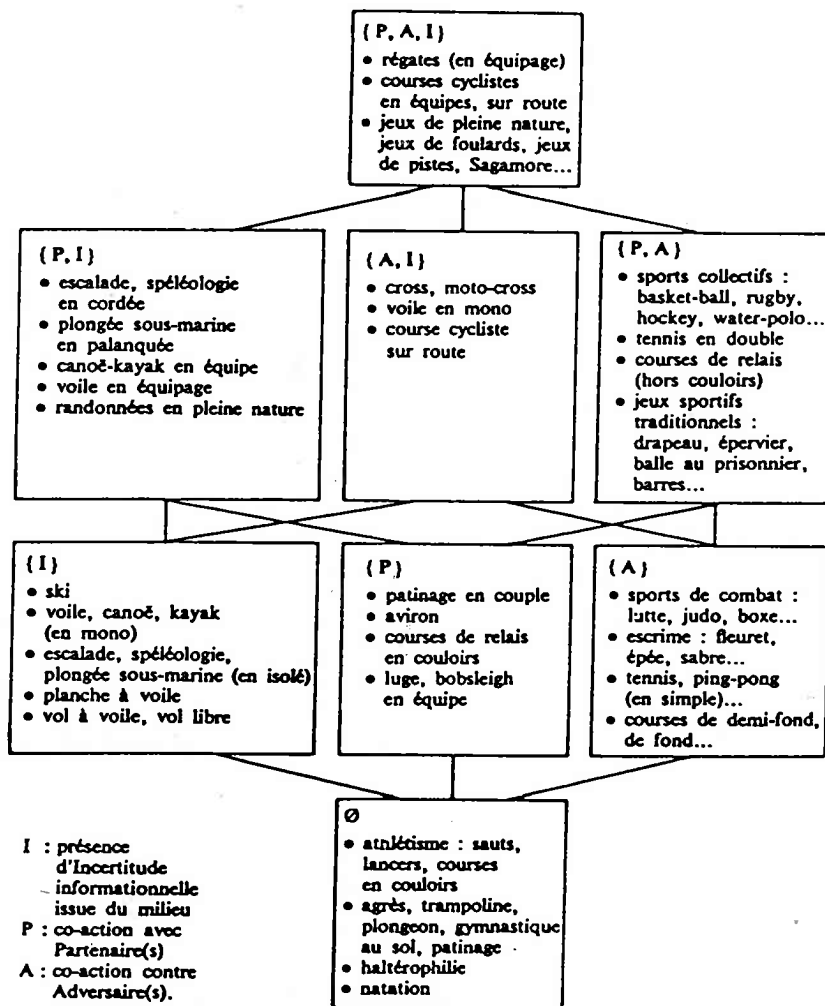 {P, A, I}
• régates (en équipage)
• courses cyclistes
en équipes, sur route
• jeux de pleine nature,
jeux de foulards, jeux
de pistes, Sagamore...
{P, I}
• escalade, spéléologie
en cordée
• plongée sous-marine
en palanquée
• canoë-kayak en équipe
• voile en équipage
• randonnées en pleine nature
{A, I}
• cross, moto-cross
• voile en mono
• course cycliste
sur route
{P, A}
• sports collectifs :
basket-ball, rugby,
hockey, water-polo...
• tennis en double
• courses de relais
(hors couloirs)
• jeux sportifs
traditionnels :
drapeau, épervier,
balle au prisonnier,
barres...
{I}
• ski
• voile, canoë, kayak
(en mono)
• escalade, spéléologie,
plongée sous-marine (en isolé)
• planche à voile
• vol à voile, vol libre
{P}
• patinage en couple
• aviron
• courses de relais
en couloirs
• luge, bobsleigh
en équipe
{A}
• sports de combat :
lutte, judo, boxe...
• escrime : fleuret,
épée, sabre...
• tennis, ping-pong
(en simple)...
• courses de demi-fond,
de fond...
Ø
• athlétisme : sauts,
lancers, courses
en couloirs
• agrès, trampoline,
plongeon, gymnastique
au sol, patinage
• haltérophilie
• natation
I : présence
d'Incertitude
informationnelle
issue du milieu
P : co-action avec
Partenaire(s)
A : co-action contre
Adversaire(s).